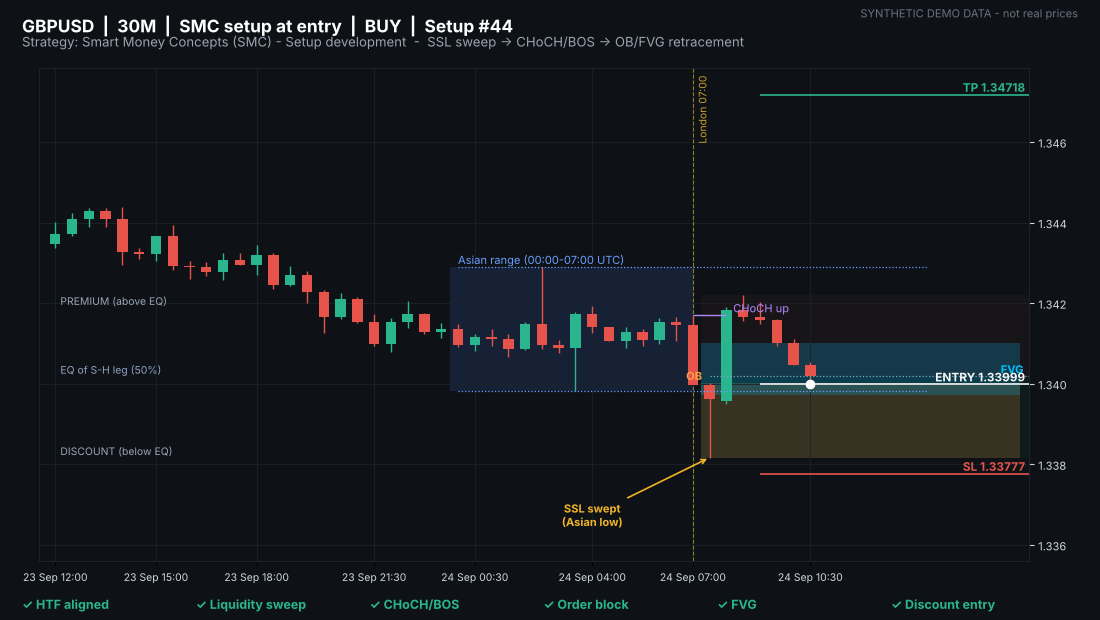 SYNTHETIC DEMO DATA - not real prices
GBPUSD | 30M | SMC setup at entry | BUY | Setup #44
Strategy: Smart Money Concepts (SMC) - Setup development - SSL sweep → CHoCH/BOS → OB/FVG retracement
London 07:00
TP 1.34718
1.346
1.344
Asian range (00:00-07:00 UTC)
PREMIUM (above EQ)
CHoCH up
1.342
EQ of S-H leg (50%)
OB
FVG
ENTRY 1.33999
1.340
DISCOUNT (below EQ)
SL 1.33777
1.338
SSL swept
(Asian low)
1.336
23 Sep 12:00
23 Sep 15:00
23 Sep 18:00
23 Sep 21:30
24 Sep 00:30
24 Sep 04:00
24 Sep 07:00
24 Sep 10:30
✓ HTF aligned
✓ Liquidity sweep
✓ CHoCH/BOS
✓ Order block
✓ FVG
✓ Discount entry